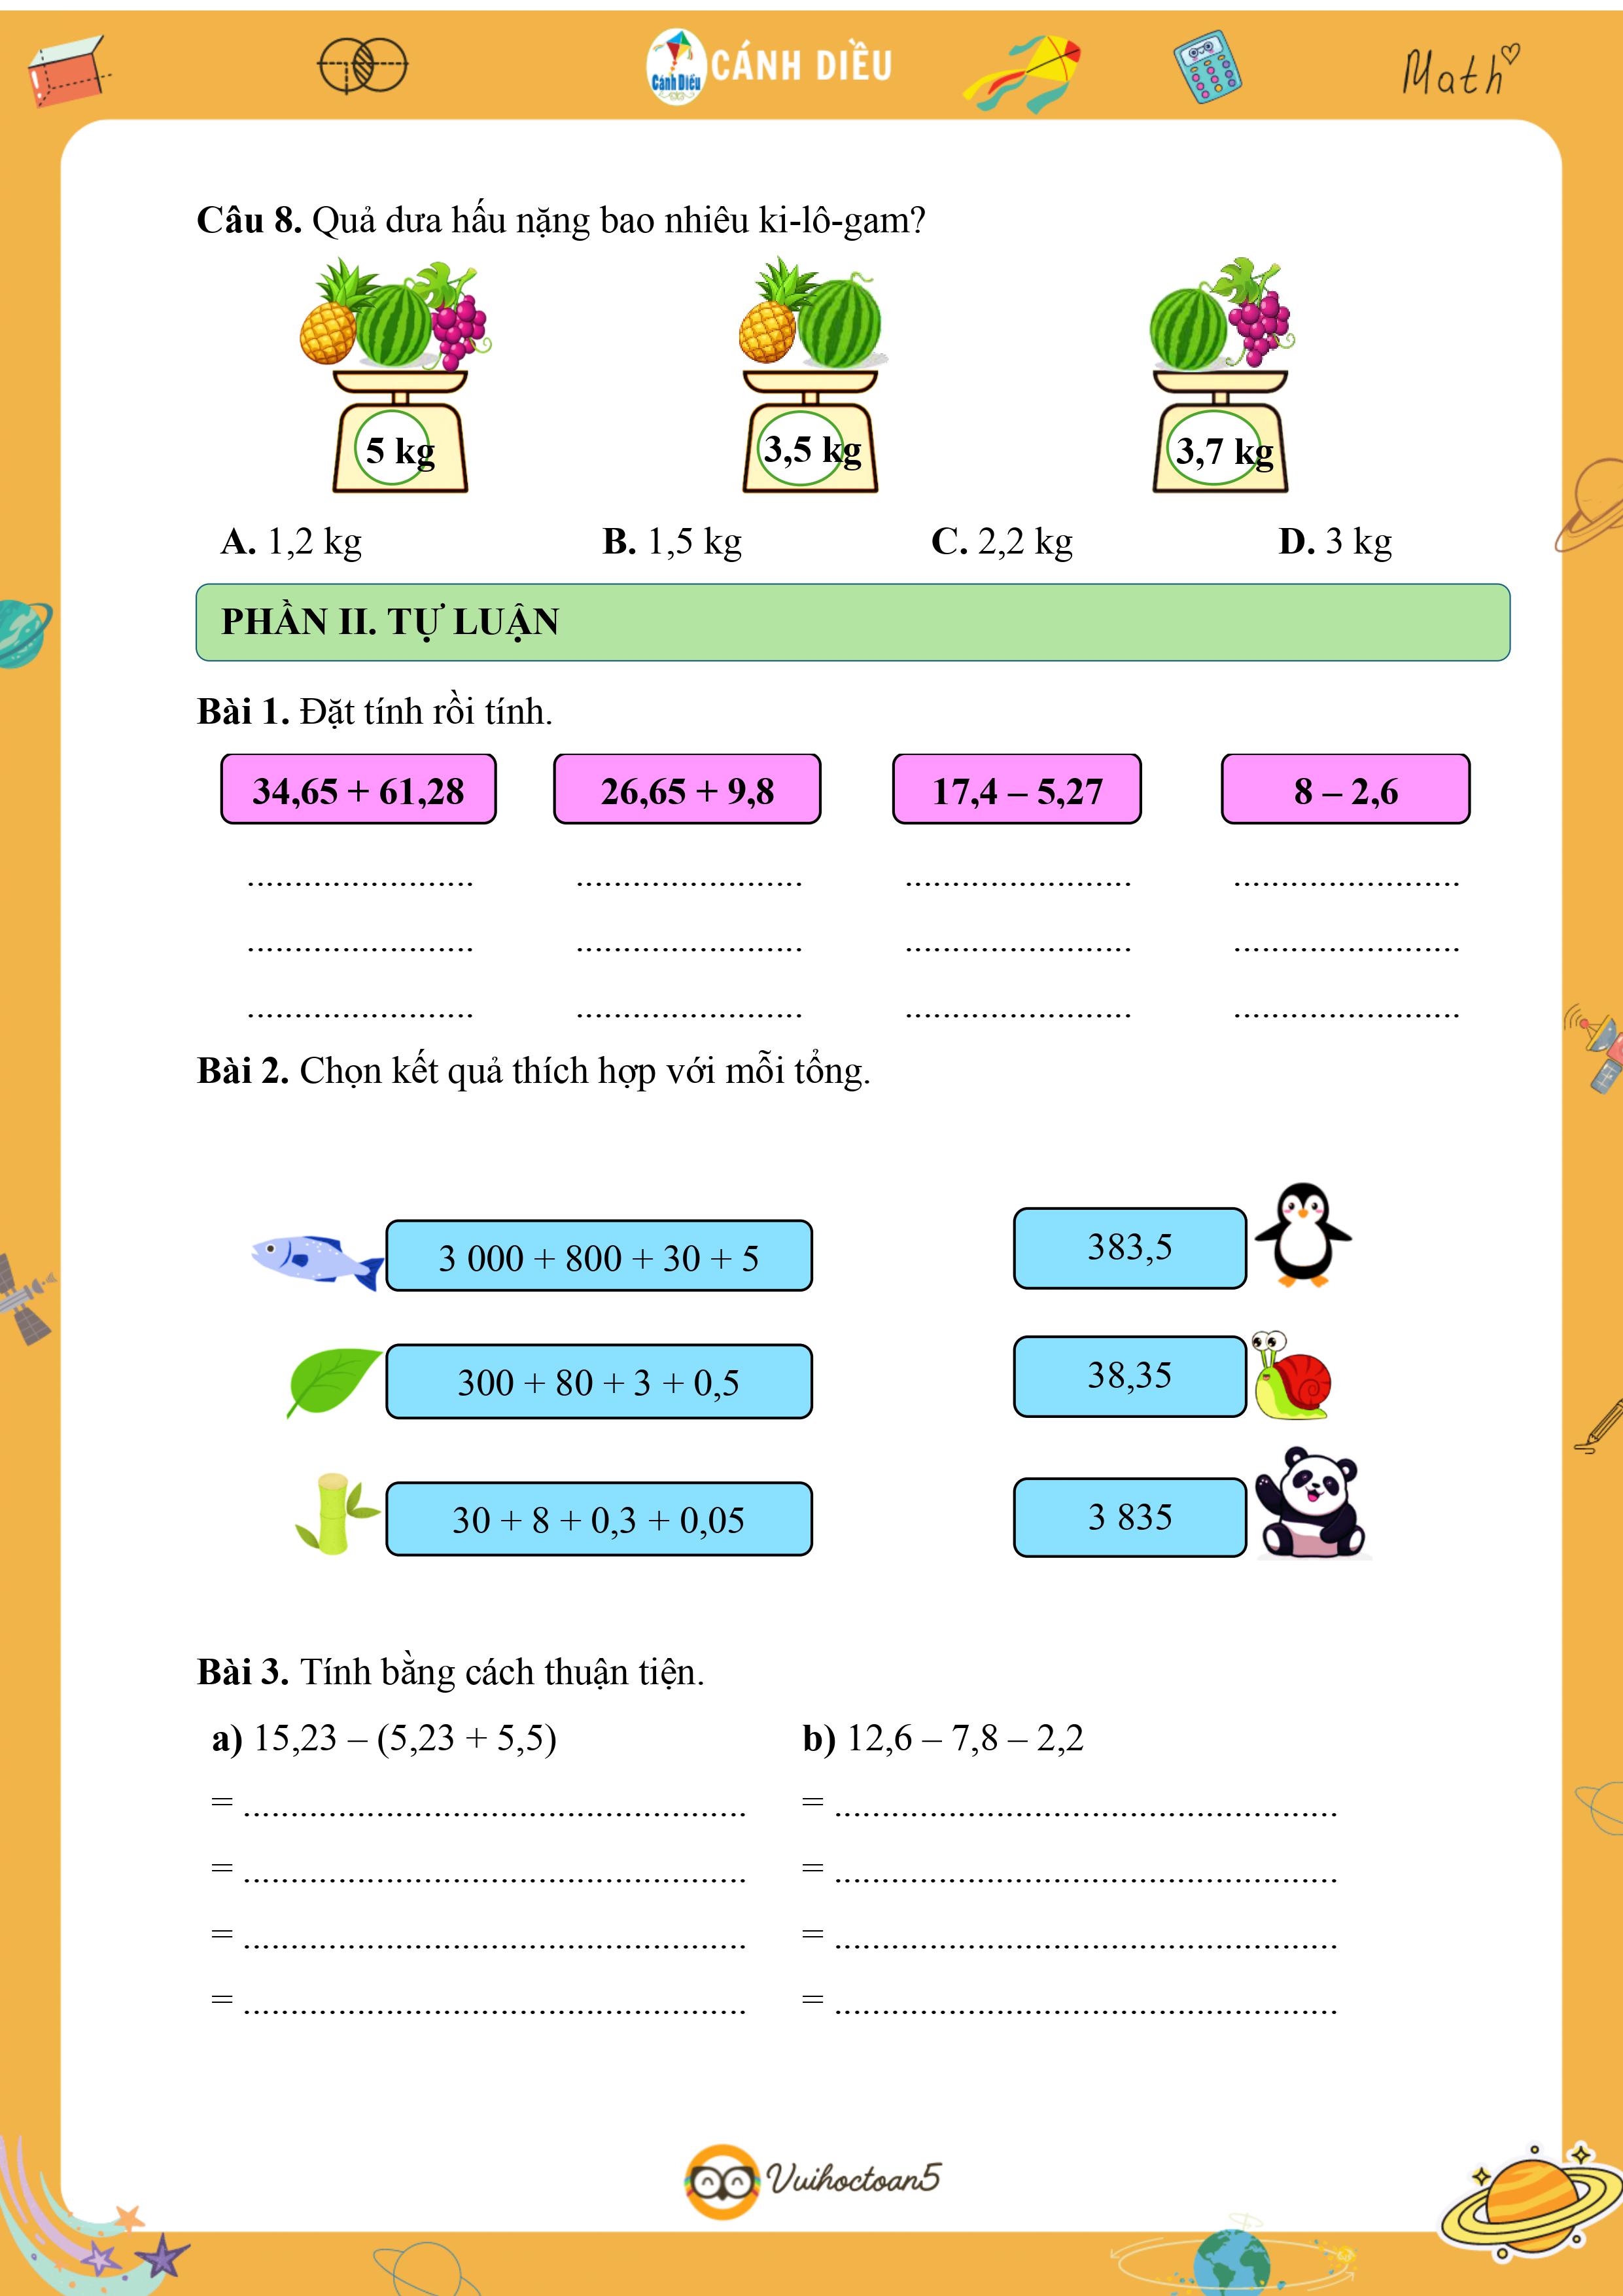 Cánh Diều CÁNH DIỀU
Math
Câu 8. Quả dưa hấu nặng bao nhiêu ki-lô-gam?
5 kg 3,5 kg 3,7 kg
A. 1,2 kg B. 1,5 kg C. 2,2 kg D. 3 kg
PHẦN II. TỰ LUẬN
Bài 1. Đặt tính rồi tính.
34,65 + 61,28 26,65 + 9,8 17,4 – 5,27 8 – 2,6
........................ ........................ ........................ ........................
........................ ........................ ........................ ........................
........................ ........................ ........................ ........................
Bài 2. Chọn kết quả thích hợp với mỗi tổng.
3 000 + 800 + 30 + 5 383,5
300 + 80 + 3 + 0,5 38,35
30 + 8 + 0,3 + 0,05 3 835
Bài 3. Tính bằng cách thuận tiện.
a) 15,23 – (5,23 + 5,5) b) 12,6 – 7,8 – 2,2
= ..................................................... = .....................................................
= ..................................................... = .....................................................
= ..................................................... = .....................................................
= ..................................................... = .....................................................
Vuihoctoan5